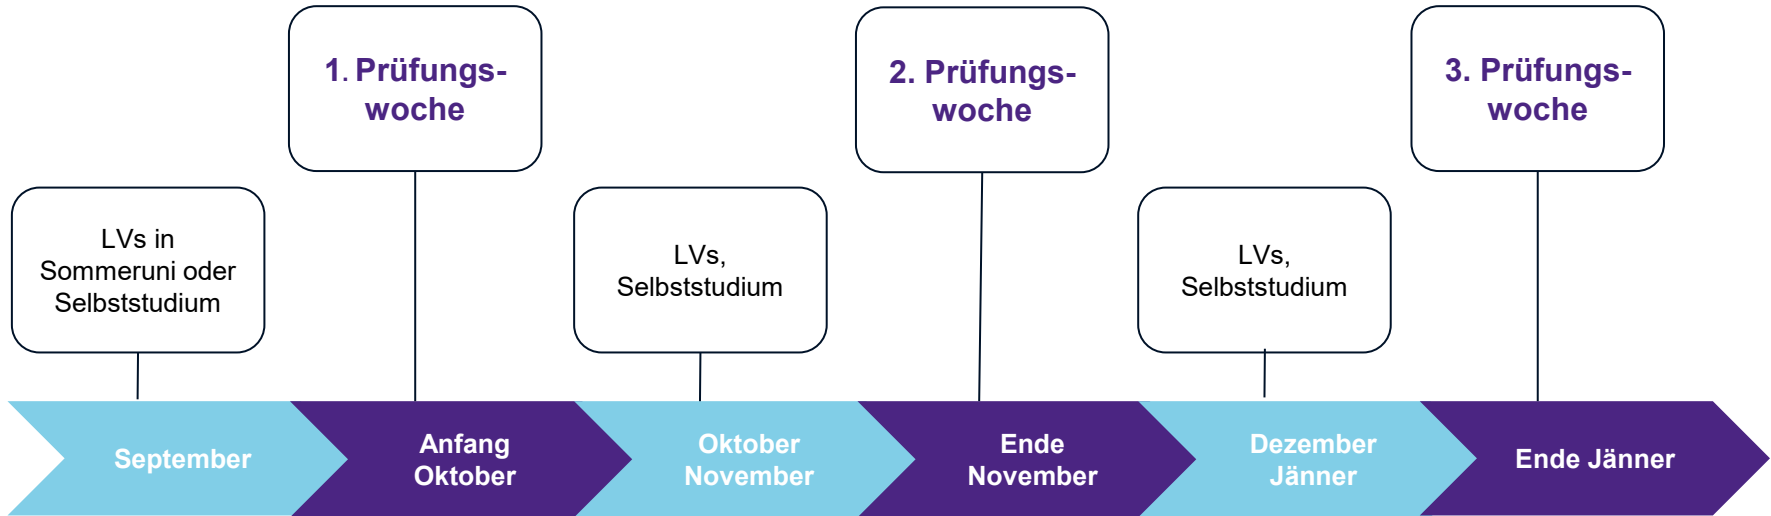 1. Prüfungs-
woche
2. Prüfungs-
woche
3. Prüfungs-
woche
LVs in
Sommeruni oder
Selbststudium
LVs,
Selbststudium
LVs,
Selbststudium
September
Anfang
Oktober
Oktober
November
Ende
November
Dezember
Jänner
Ende Jänner